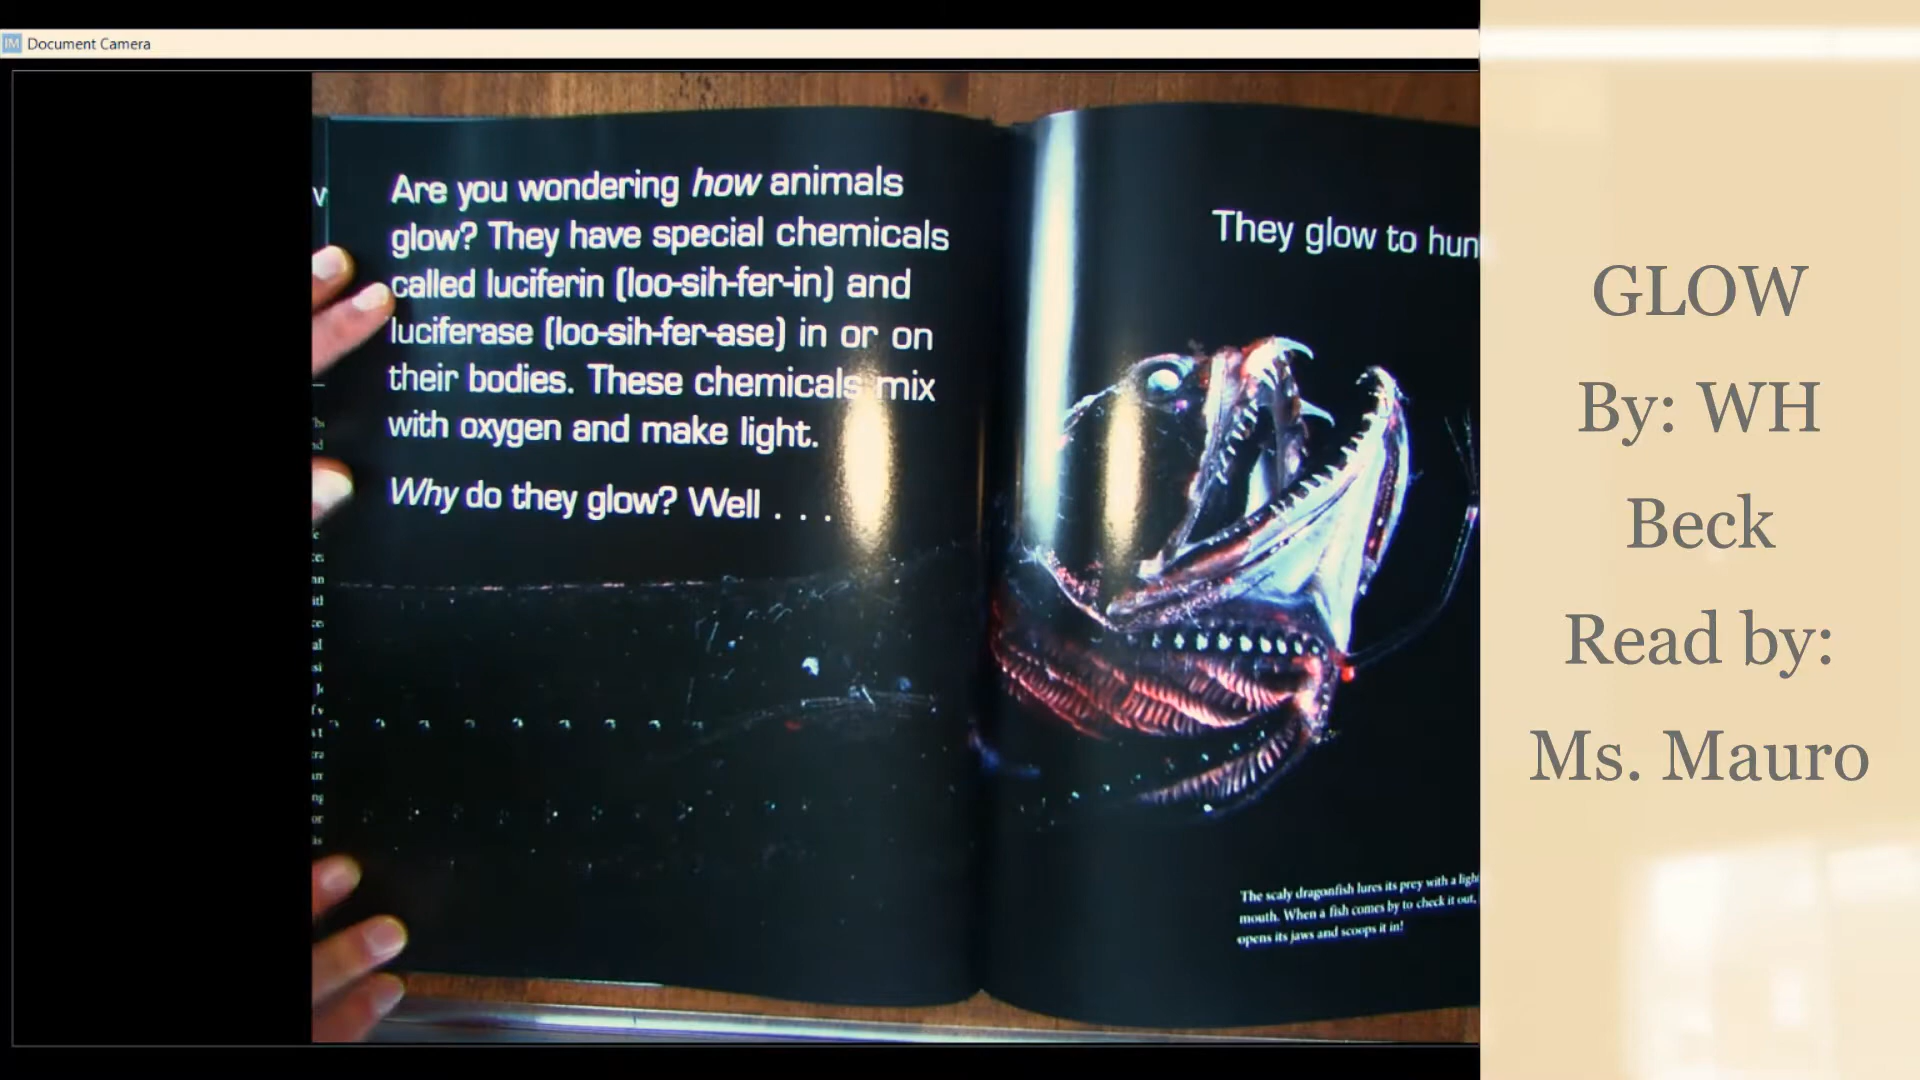 Document Camera
Are you wondering how animals
glow? They have special chemicals
called luciferin (loo-sih-fer-in) and
luciferase (loo-sih-fer-ase) in or on
their bodies. These chemicals mix
with oxygen and make light.
Why do they glow? Well . . .
They glow to hun
The scaly dragonfish lures its prey with a light
mouth. When a fish comes by to check it out,
opens its jaws and scoops it in!
GLOW
By: WH
Beck
Read by:
Ms. Mauro